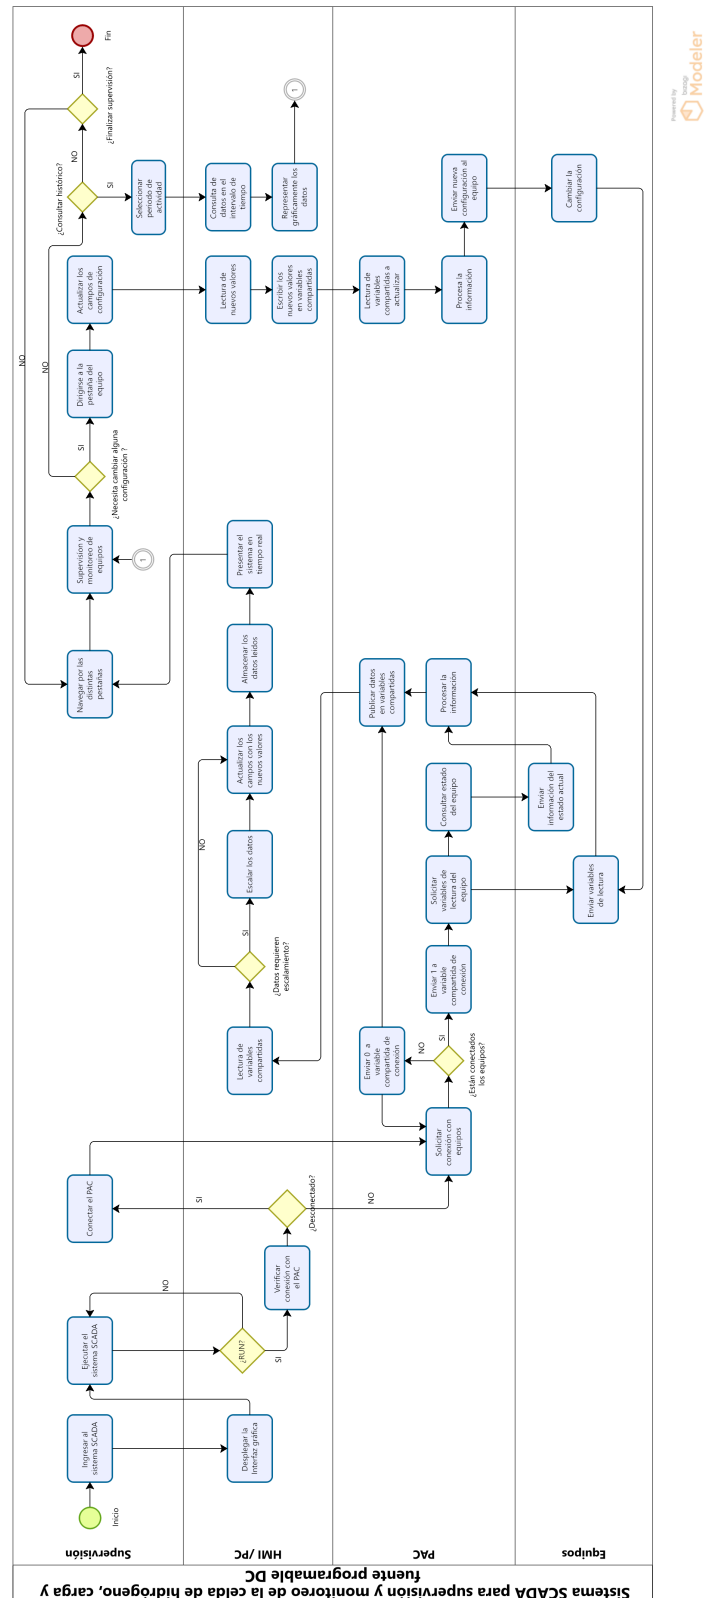 Sistema SCADA para supervisión y monitoreo de la celda de hidrógeno, carga y
fuente programable DC
Supervisión
Inicio
Ingresar al
sistema SCADA
Ejecutar el
sistema SCADA
NO
Conectar el PAC
SI
Navegar por las
distintas
pestañas
Supervision y
monitoreo de
equipos
1
¿Necesita cambiar alguna
configuración ?
SI
NO
Dirigirse a la
pestaña del
equipo
Actualizar los
campos de
configuración
NO
¿Consultar histórico?
SI
Seleccionar
periodo de
actividad
NO
¿Finalizar supervisión?
SI
Fin
HMI / PC
Desplegar la
Interfaz gráfica
¿RUN?
SI
Verificar
conexión con
el PAC
¿Desconectado?
NO
Lectura de
variables
compartidas
¿Datos requieren
escalamiento?
SI
NO
Escalar los datos
Actualizar los
campos con los
nuevos valores
Almacenar los
datos leidos
Presentar el
sistema en
tiempo real
Lectura de
nuevos valores
Escribir los
nuevos valores
en variables
compartidas
Consulta de
datos en el
intervalo de
tiempo
Representar
gráficamente los
datos
1
PAC
Solicitar
conexión con
equipos
¿Están conectados
los equipos?
NO
SI
Enviar 0 a
variable
compartida de
conexión
Enviar 1 a
variable
compartida de
conexión
Solicitar
variables de
lectura del
equipo
Consultar estado
del equipo
Procesar la
información
Publicar datos
en variables
compartidas
Lectura de
variables
compartidas a
actualizar
Procesa la
información
Enviar nueva
configuración al
equipo
Equipos
Enviar variables
de lectura
Enviar
información del
estado actual
Cambiar la
configuración
Powered by
bizagi
Modeler